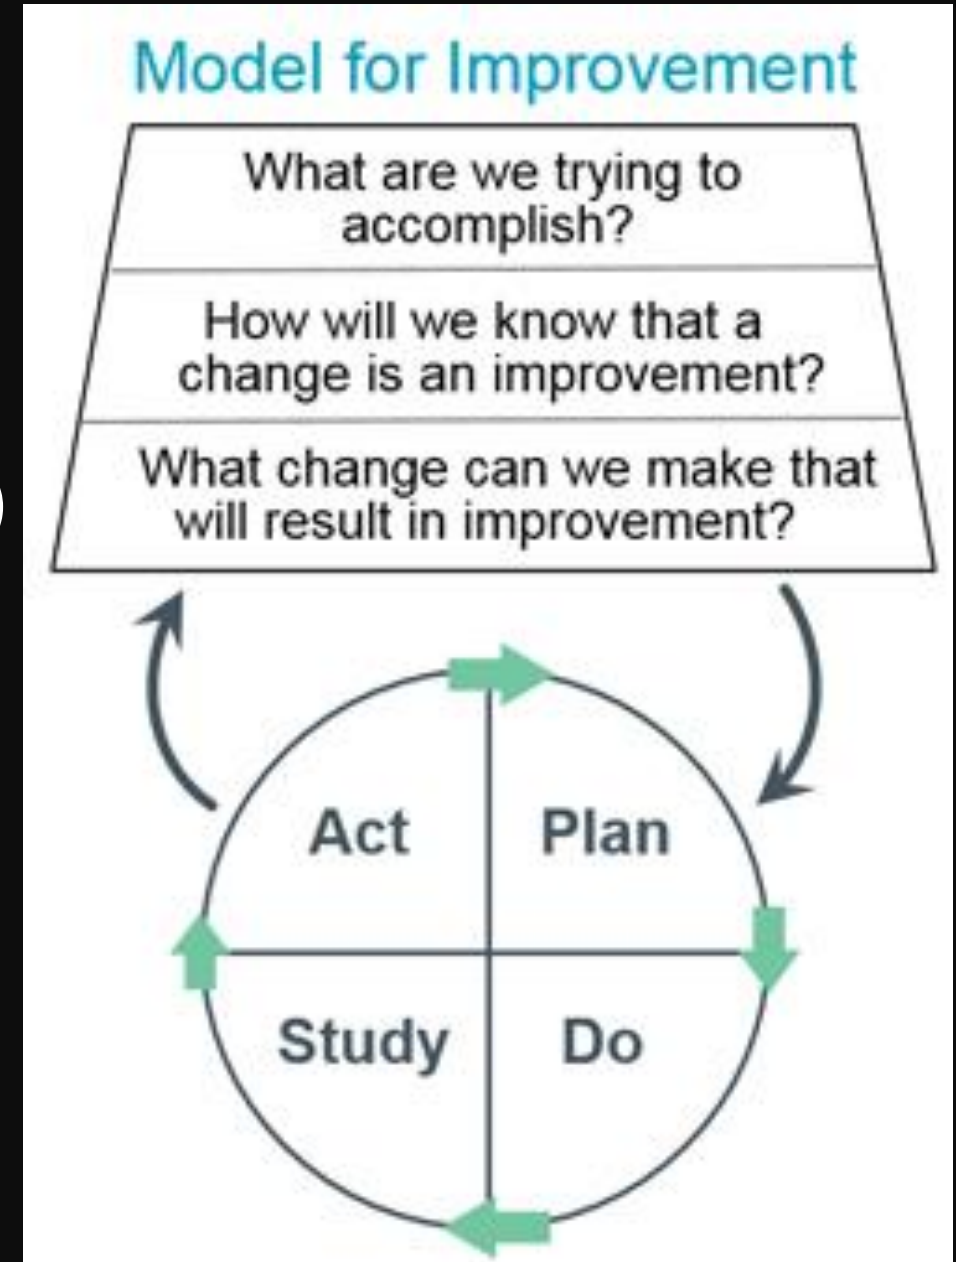 Model for Improvement
What are we trying to
accomplish?
How will we know that a
change is an improvement?
What change can we make that
will result in improvement?
Act
Plan
Study
Do